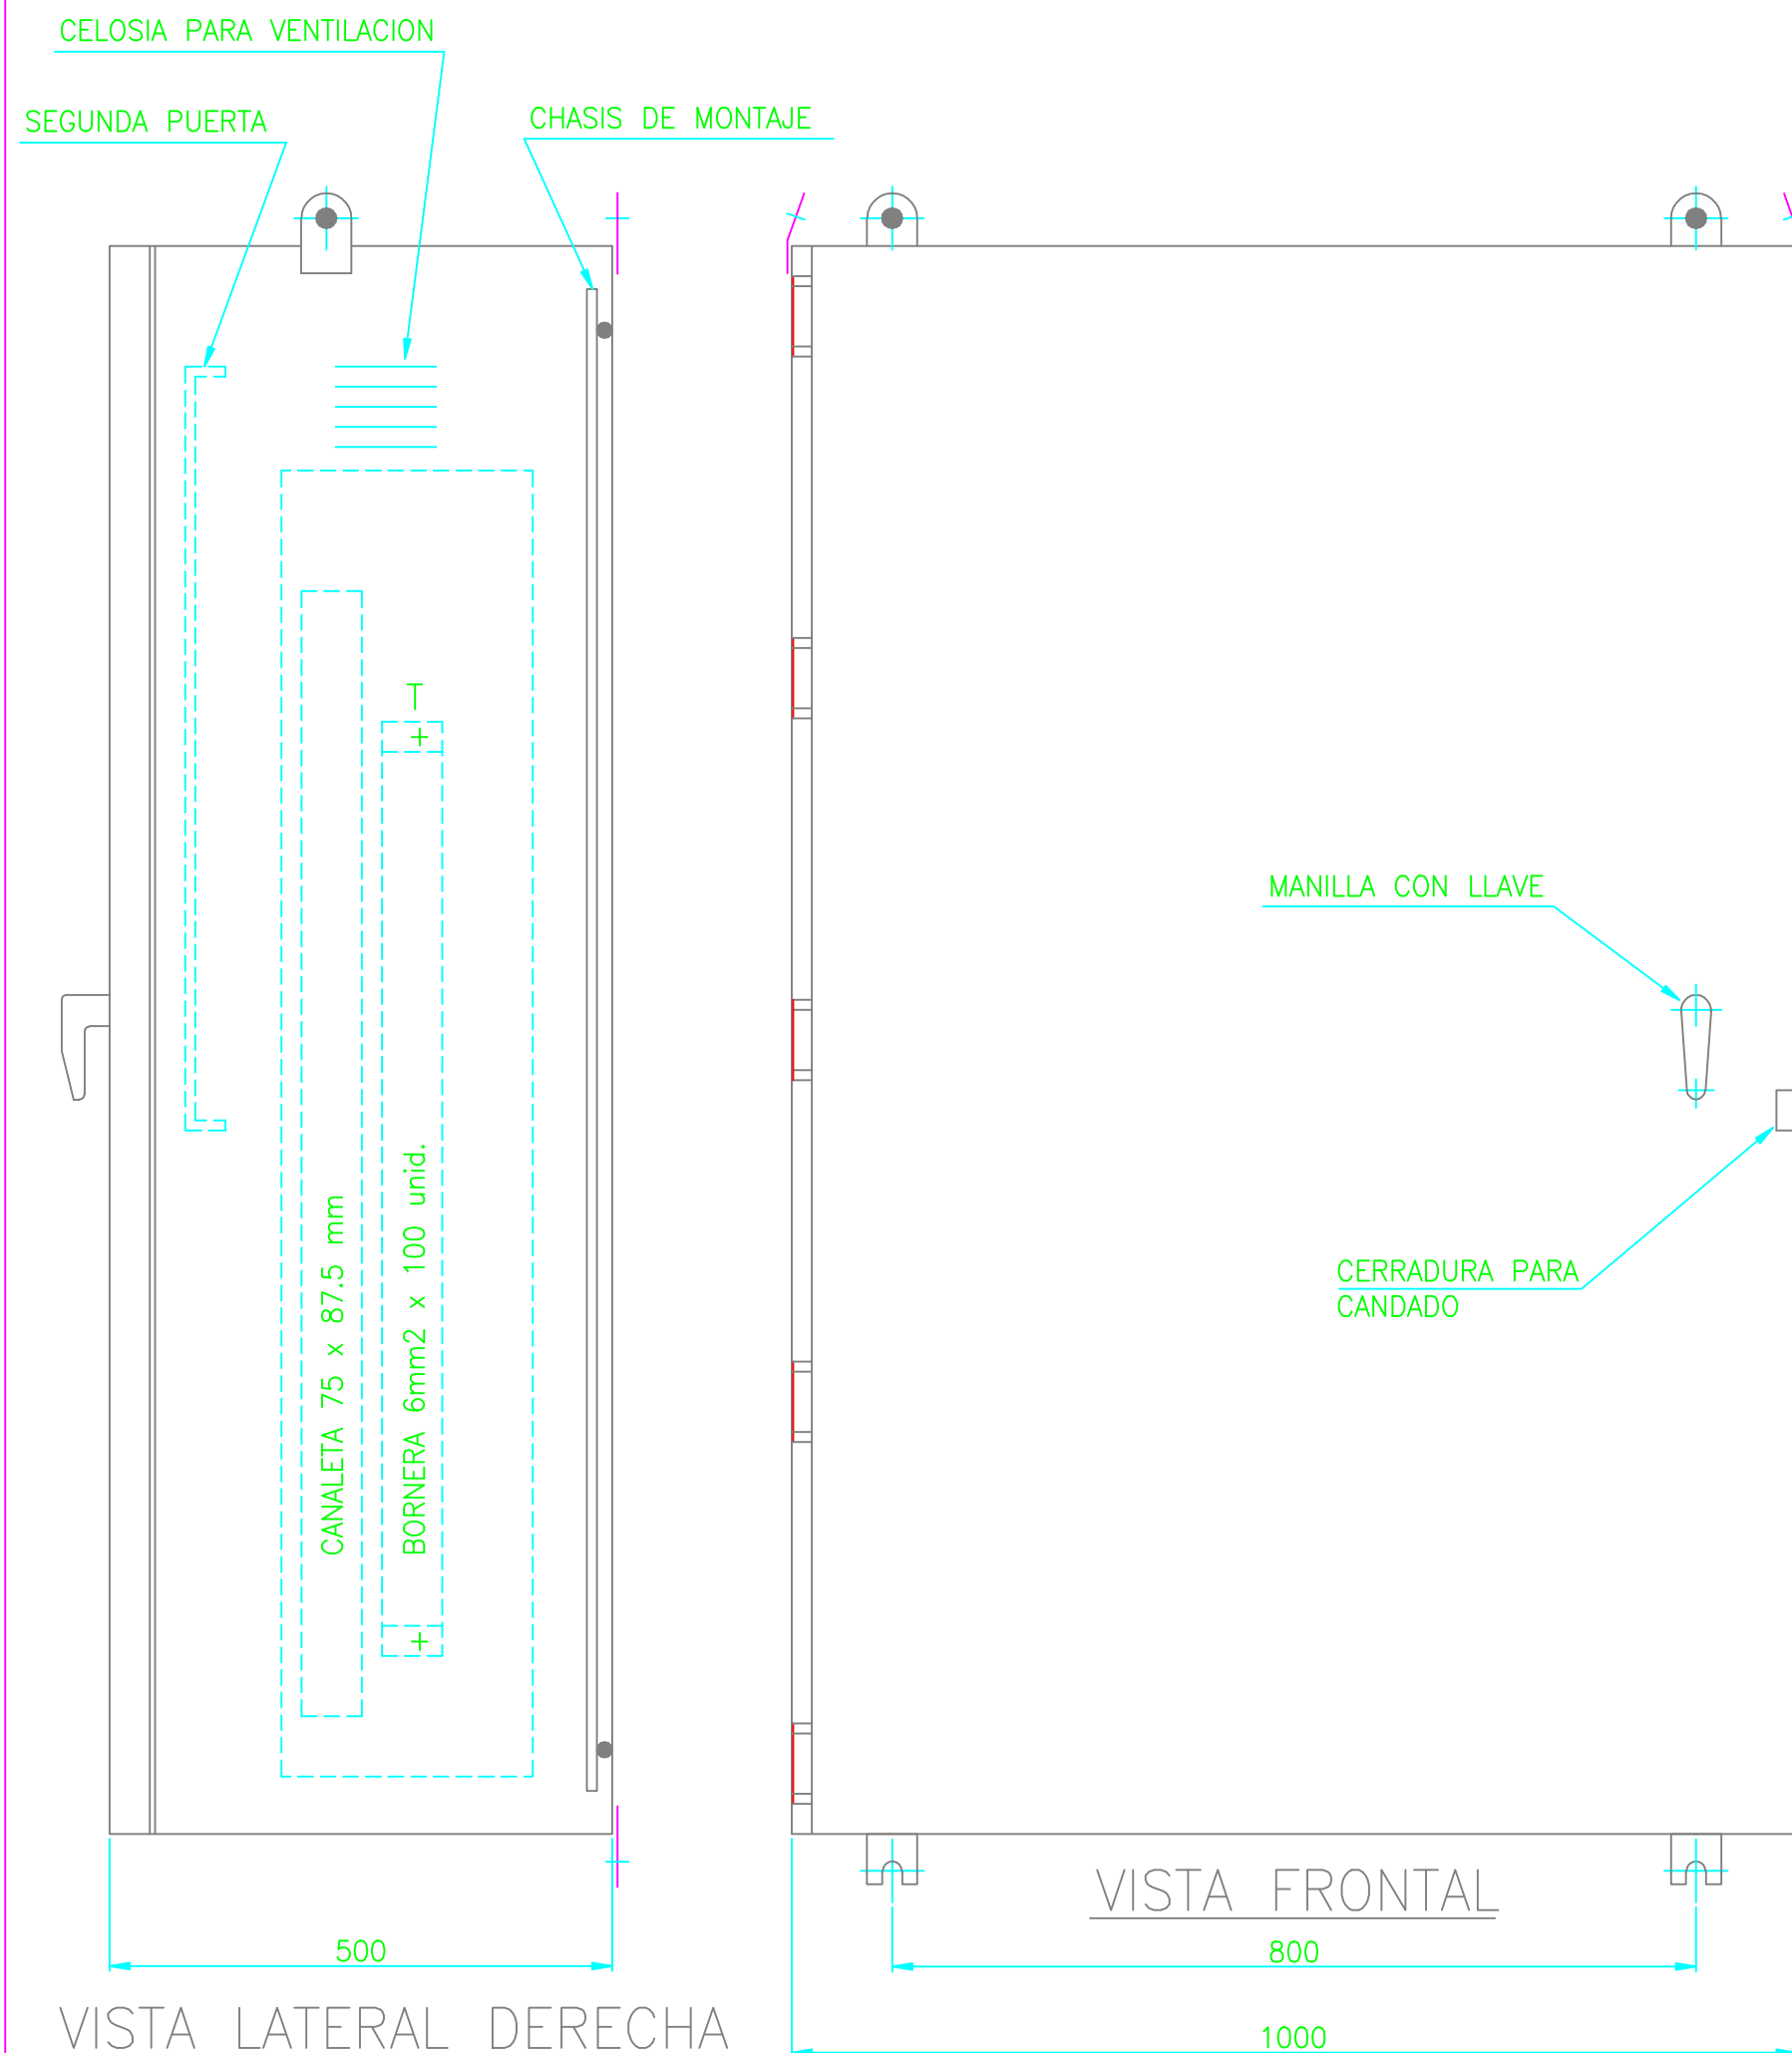 CELOSIA PARA VENTILACION
SEGUNDA PUERTA
CHASIS DE MONTAJE
T
+
CANALETA 75 x 87.5 mm
BORNERA 6mm2 x 100 unid.
+
MANILLA CON LLAVE
CERRADURA PARA
CANDADO
VISTA FRONTAL
500
800
VISTA LATERAL DERECHA
1000